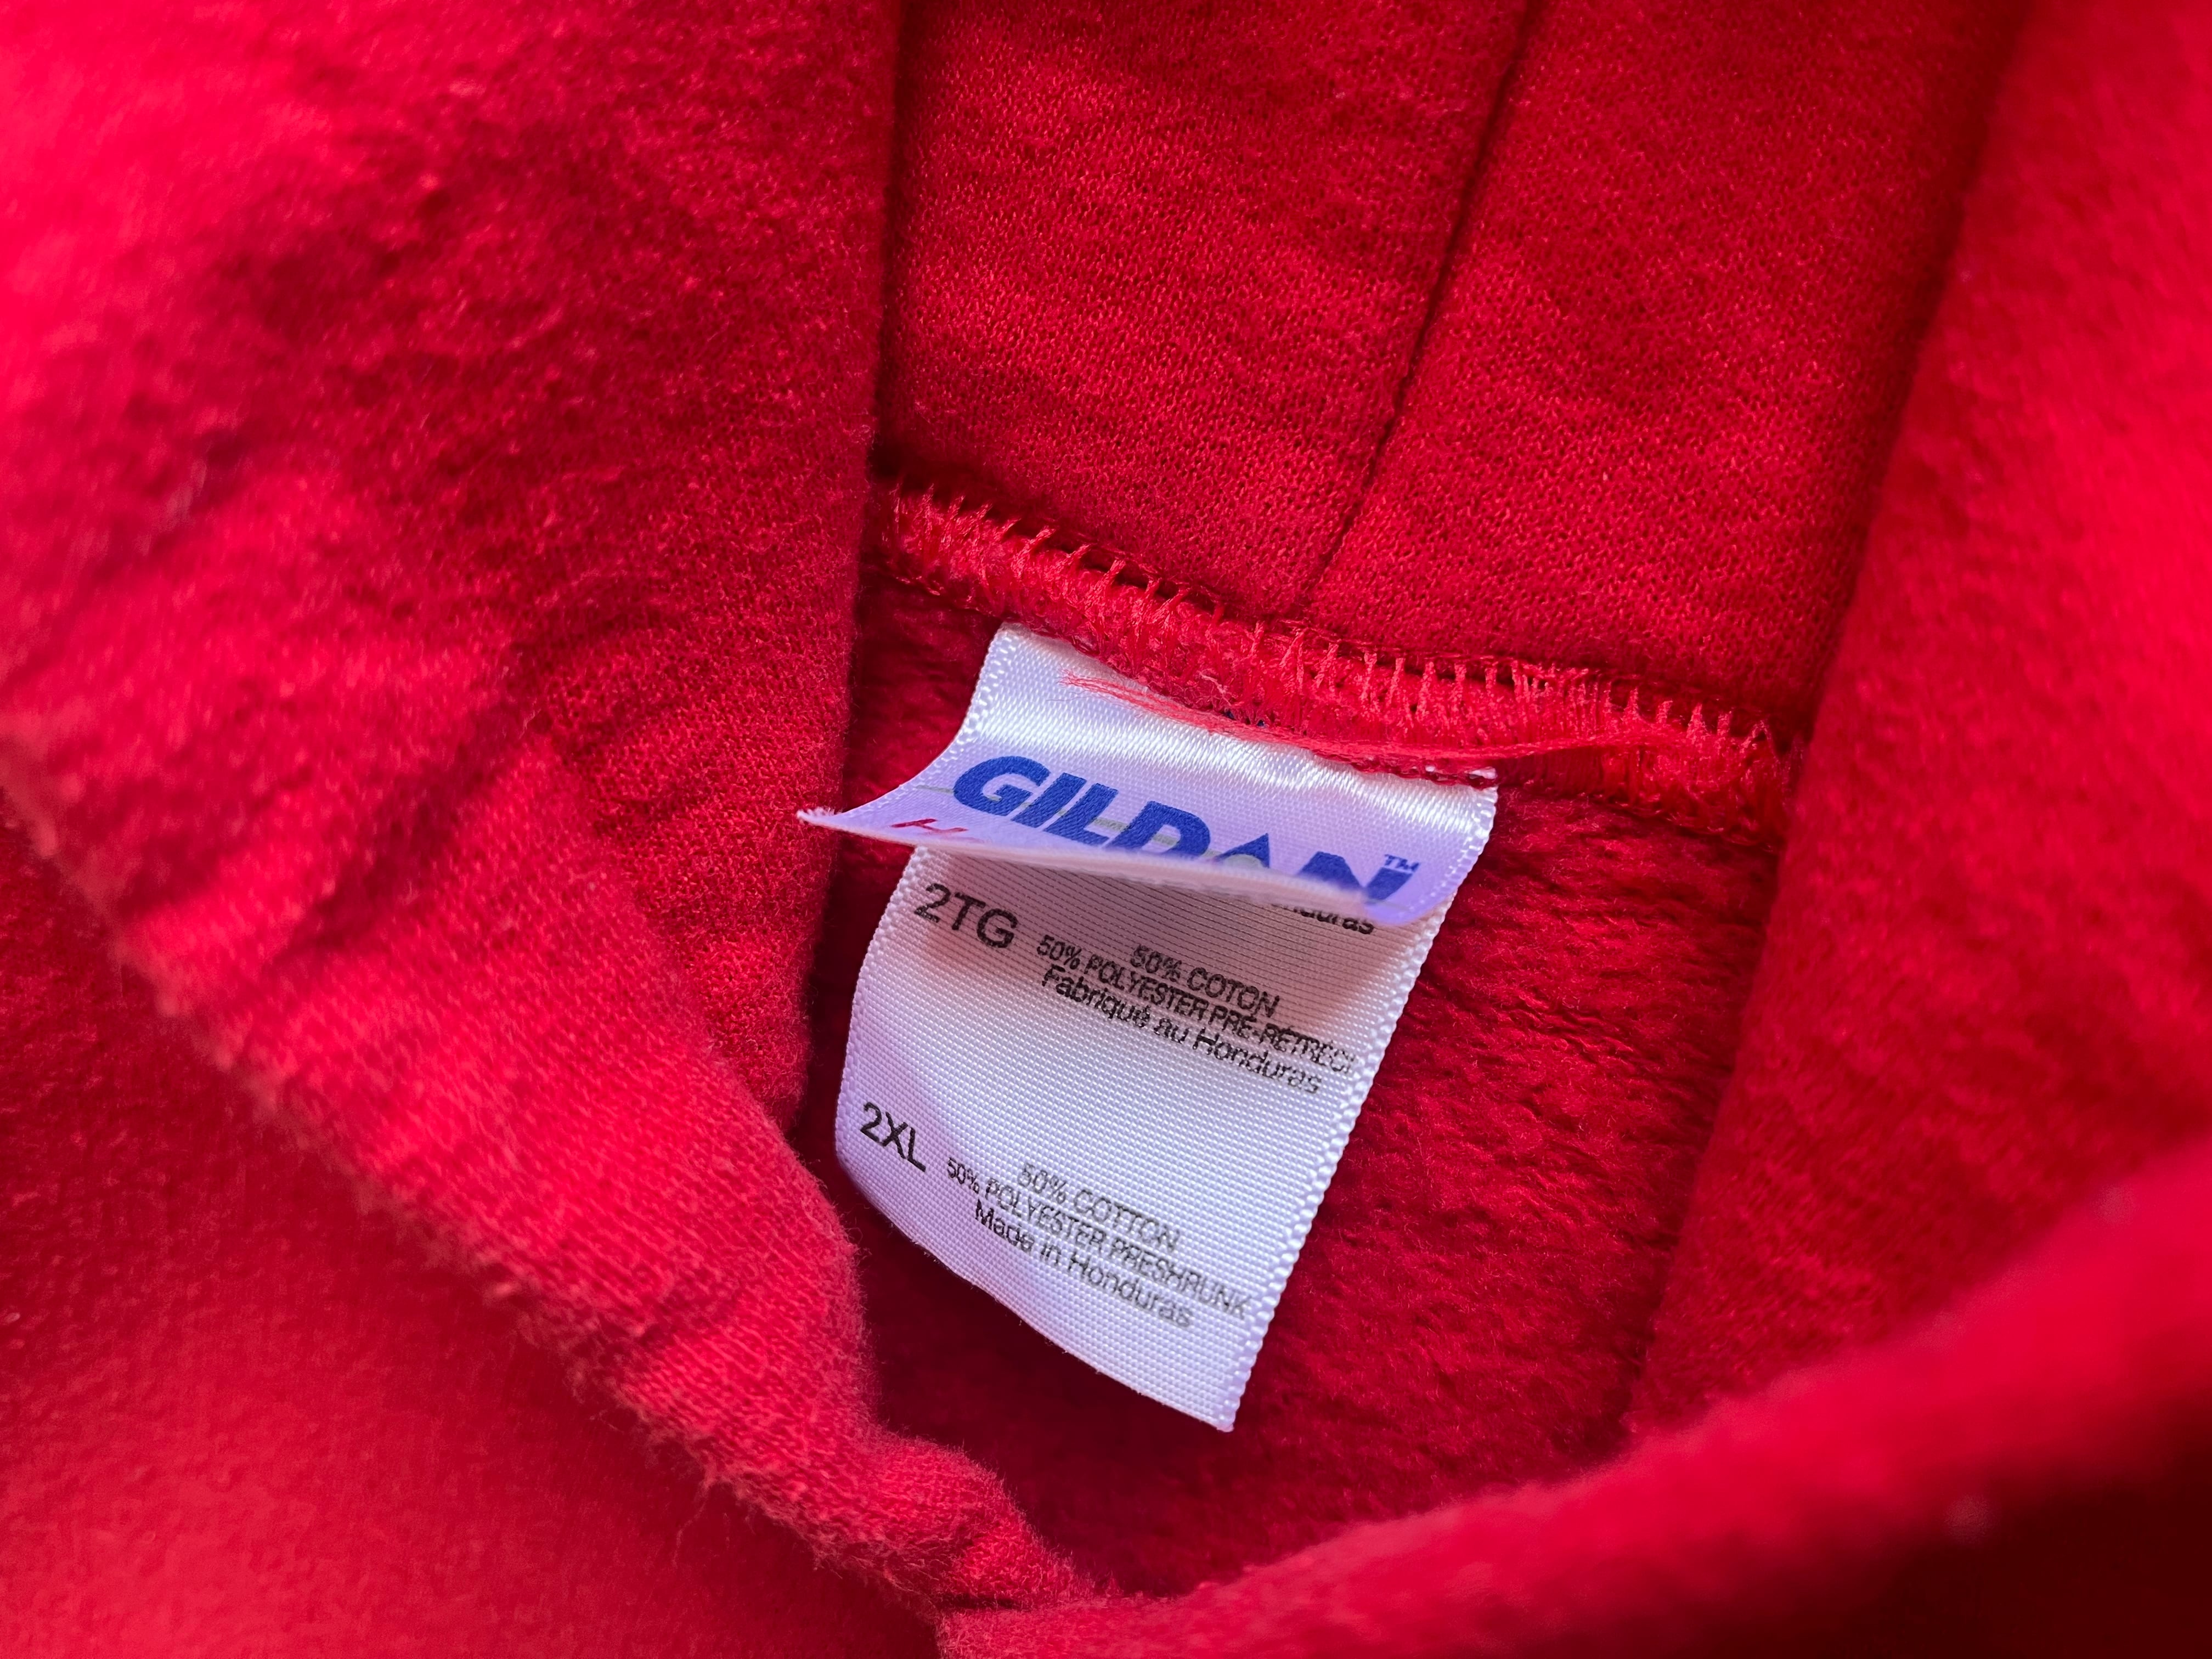 GILDAN™
H
nduras
2TG
50% COTON
50% POLYESTER PRÉ-RÉTRÉCI
Fabriqué au Honduras
2XL
50% COTTON
50% POLYESTER PRESHRUNK
Made in Honduras